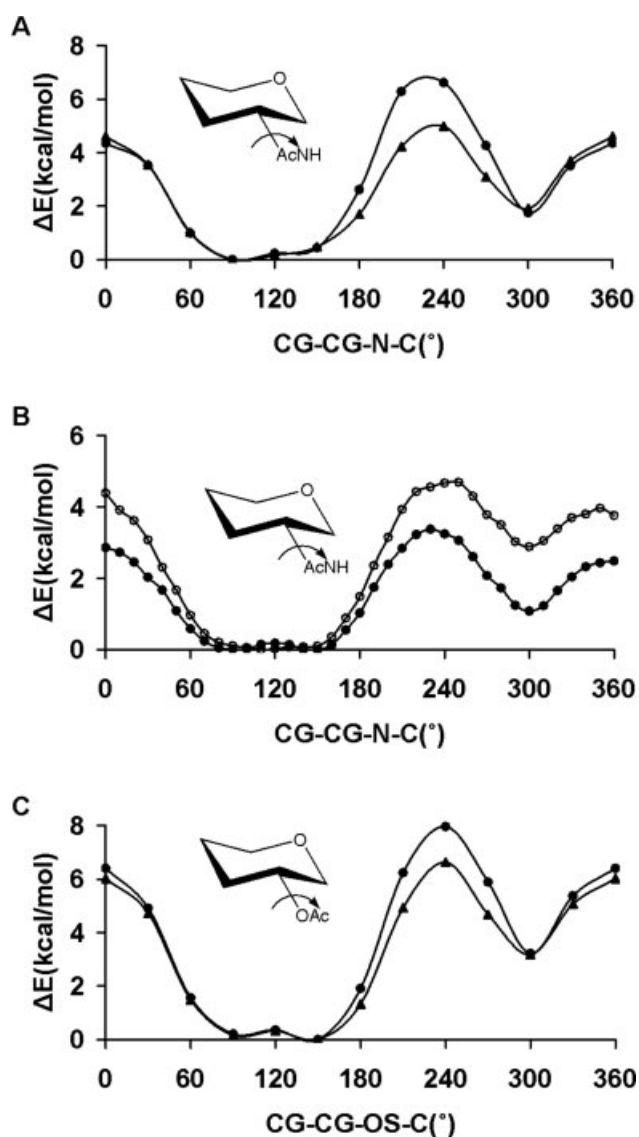 A
8
6
4
2
0
ΔE(kcal/mol)
O
AcNH
0 60 120 180 240 300 360
CG-CG-N-C(°)
B
6
4
2
0
ΔE(kcal/mol)
O
AcNH
0 60 120 180 240 300 360
CG-CG-N-C(°)
C
8
6
4
2
0
ΔE(kcal/mol)
O
OAc
0 60 120 180 240 300 360
CG-CG-OS-C(°)